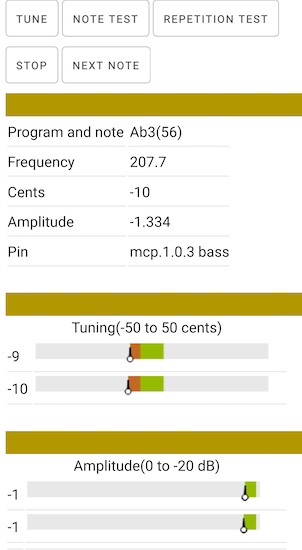 TUNE NOTE TEST REPETITION TEST
STOP NEXT NOTE
Program and note Ab3(56)
Frequency 207.7
Cents -10
Amplitude -1.334
Pin mcp.1.0.3 bass
Tuning(-50 to 50 cents)
-9
-10
Amplitude(0 to -20 dB)
-1
-1